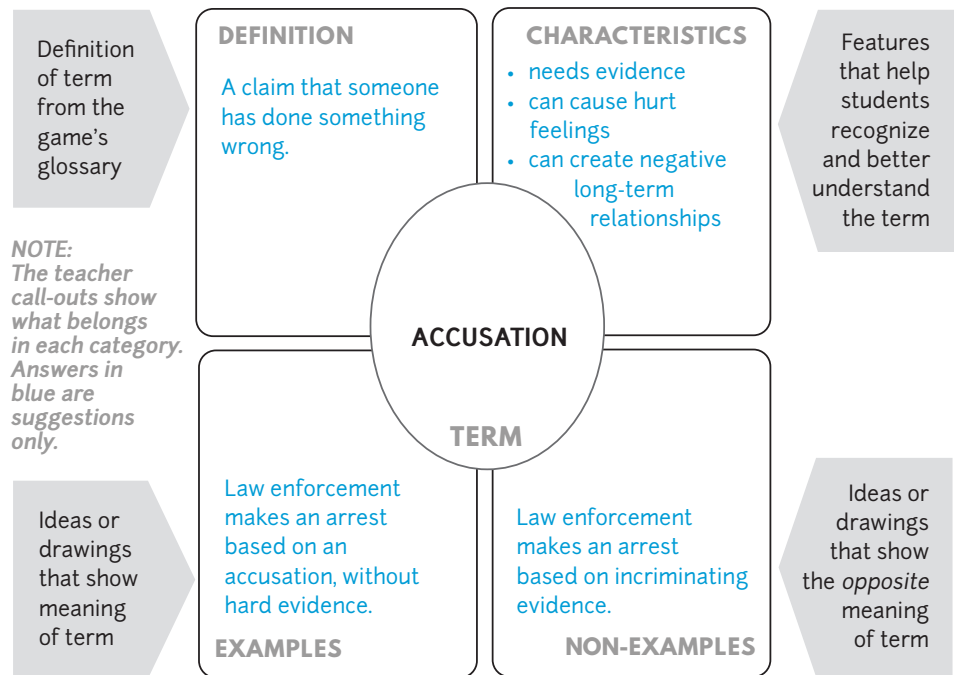 Definition
of term
from the
game's
glossary
DEFINITION
A claim that someone
has done something
wrong.
CHARACTERISTICS
• needs evidence
• can cause hurt
feelings
• can create negative
long-term
relationships
Features
that help
students
recognize
and better
understand
the term
NOTE:
The teacher
call-outs show
what belongs
in each category.
Answers in
blue are
suggestions
only.
ACCUSATION
TERM
Ideas or
drawings
that show
meaning
of term
Law enforcement
makes an arrest
based on an
accusation, without
hard evidence.
EXAMPLES
Law enforcement
makes an arrest
based on incriminating
evidence.
NON-EXAMPLES
Ideas or
drawings
that show
the opposite
meaning
of term